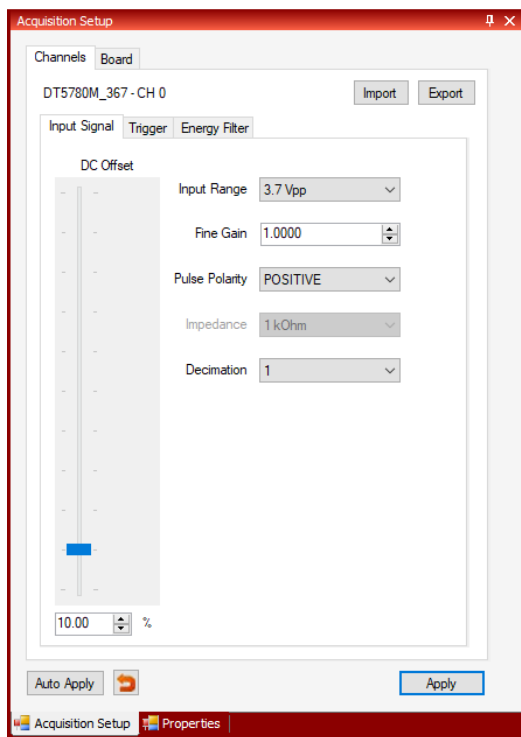 Acquisition Setup
Channels Board
DT5780M_367 - CH 0 Import Export
Input Signal Trigger Energy Filter
DC Offset
Input Range 3.7 Vpp
Fine Gain 1.0000
Pulse Polarity POSITIVE
Impedance 1 kOhm
Decimation 1
10.00 %
Auto Apply Apply
Acquisition Setup Properties